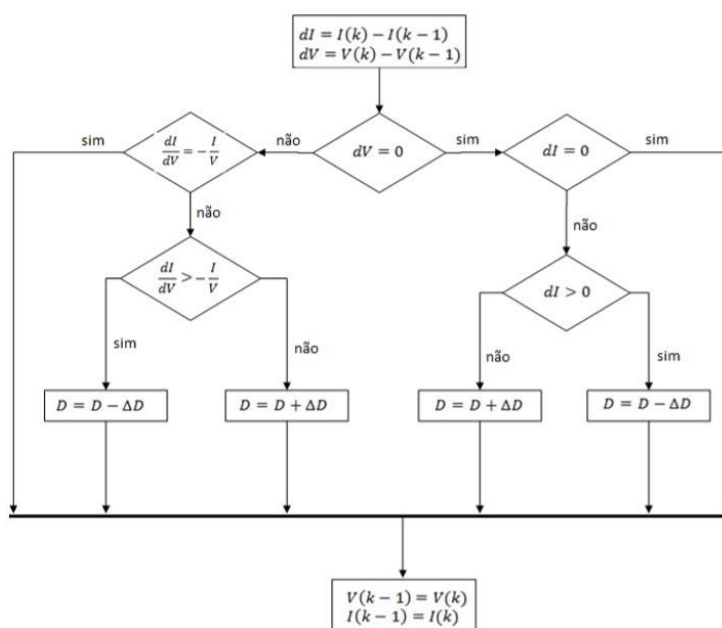 dI = I(k) − I(k − 1)
dV = V(k) − V(k − 1)
sim
dI/dV = − I/V
não
dV = 0
sim
dI = 0
sim
não
não
dI/dV > − I/V
dI > 0
sim
não
não
sim
D = D − ΔD
D = D + ΔD
D = D + ΔD
D = D − ΔD
V(k − 1) = V(k)
I(k − 1) = I(k)